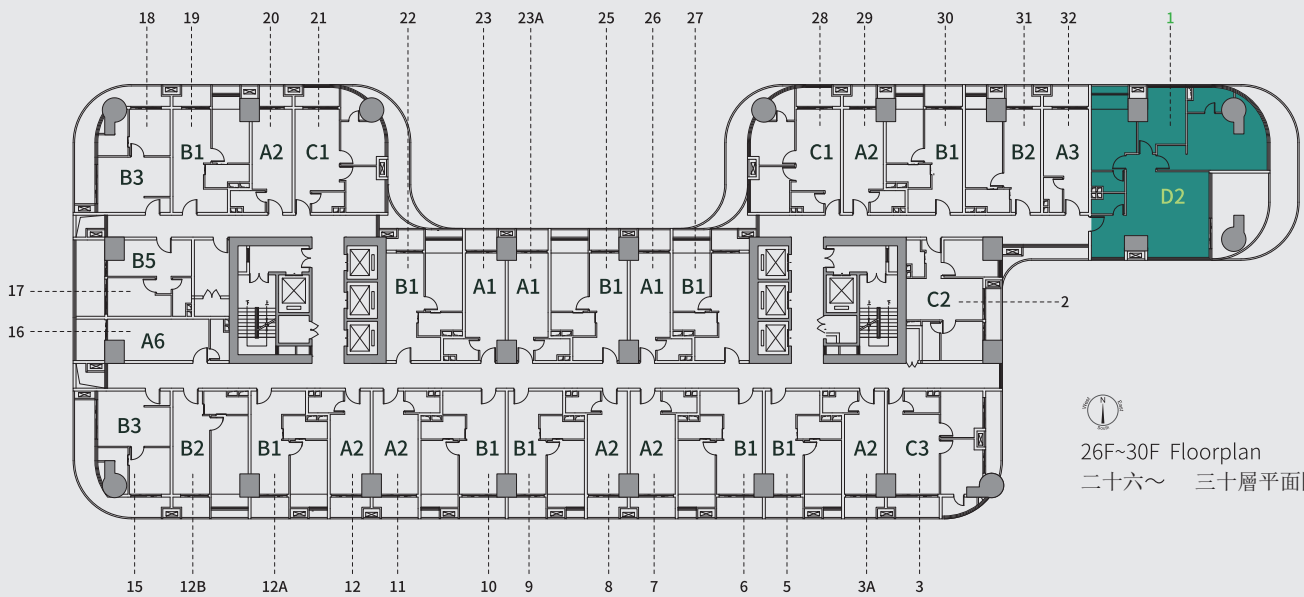 18 19 20 21 22 23 23A 25 26 27 28 29 30 31 32 1
B3 B1 A2 C1 C1 A2 B1 B2 A3 D2
B5 B1 A1 A1 B1 A1 B1
17 C2 2
16 A6
B3 B2 B1 A2 A2 B1 B1 A2 A2 B1 B1 A2 C3
N
West East
South
26F~30F Floorplan
二十六～ 三十層平面
15 12B 12A 12 11 10 9 8 7 6 5 3A 3